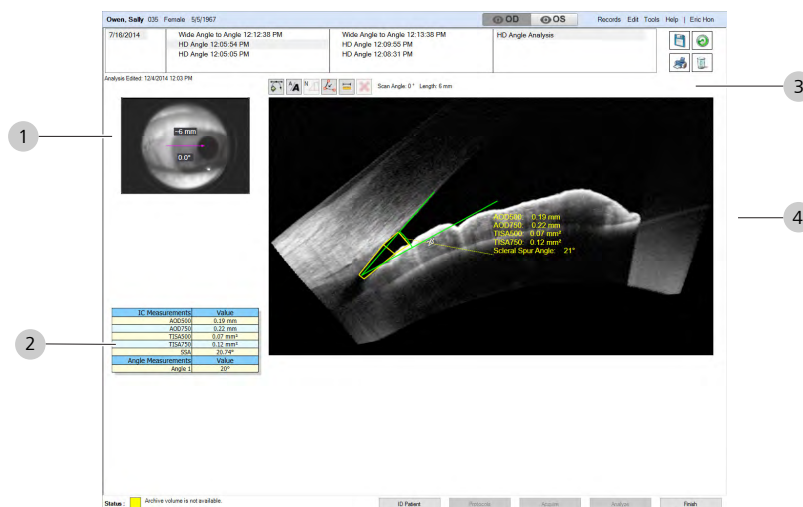 Owen, Sally 035 Female 5/5/1967
OD OS
Records Edit Tools Help | Eric Hon
7/16/2014
Wide Angle to Angle 12:12:38 PM
HD Angle 12:05:54 PM
HD Angle 12:05:05 PM
Wide Angle to Angle 12:13:38 PM
HD Angle 12:09:55 PM
HD Angle 12:08:31 PM
HD Angle Analysis
Analysis Edited: 12/4/2014 12:03 PM
Scan Angle: 0° Length: 6 mm
3
1
~6 mm
0.0°
4
AOD500: 0.19 mm
AOD750: 0.22 mm
TISA500: 0.07 mm²
TISA750: 0.12 mm²
Scleral Spur Angle: 21°
2
IC Measurements Value
AOD500 0.19 mm
AOD750 0.22 mm
TISA500 0.07 mm²
TISA750 0.12 mm²
SSA 20.74°
Angle Measurements Value
Angle 1 20°
Status : Archive volume is not available.
ID Patient Protocols Acquire Analyze Finish